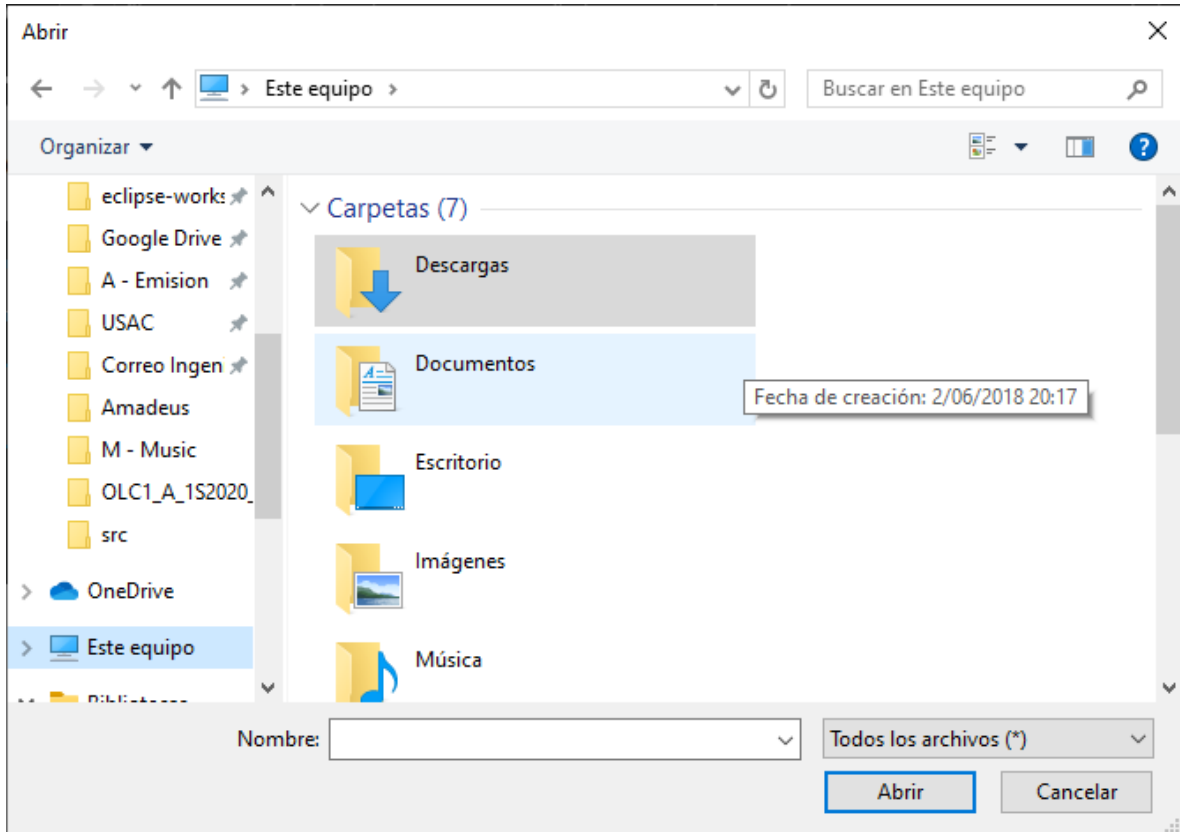 Abrir
Este equipo
Buscar en Este equipo
Organizar
eclipse-works
Google Drive
A - Emision
USAC
Correo Ingen
Amadeus
M - Music
OLC1_A_1S2020_
src
OneDrive
Este equipo
Bibliotecas
Carpetas (7)
Descargas
Documentos
Fecha de creación: 2/06/2018 20:17
Escritorio
Imágenes
Música
Nombre:
Todos los archivos (*)
Abrir
Cancelar